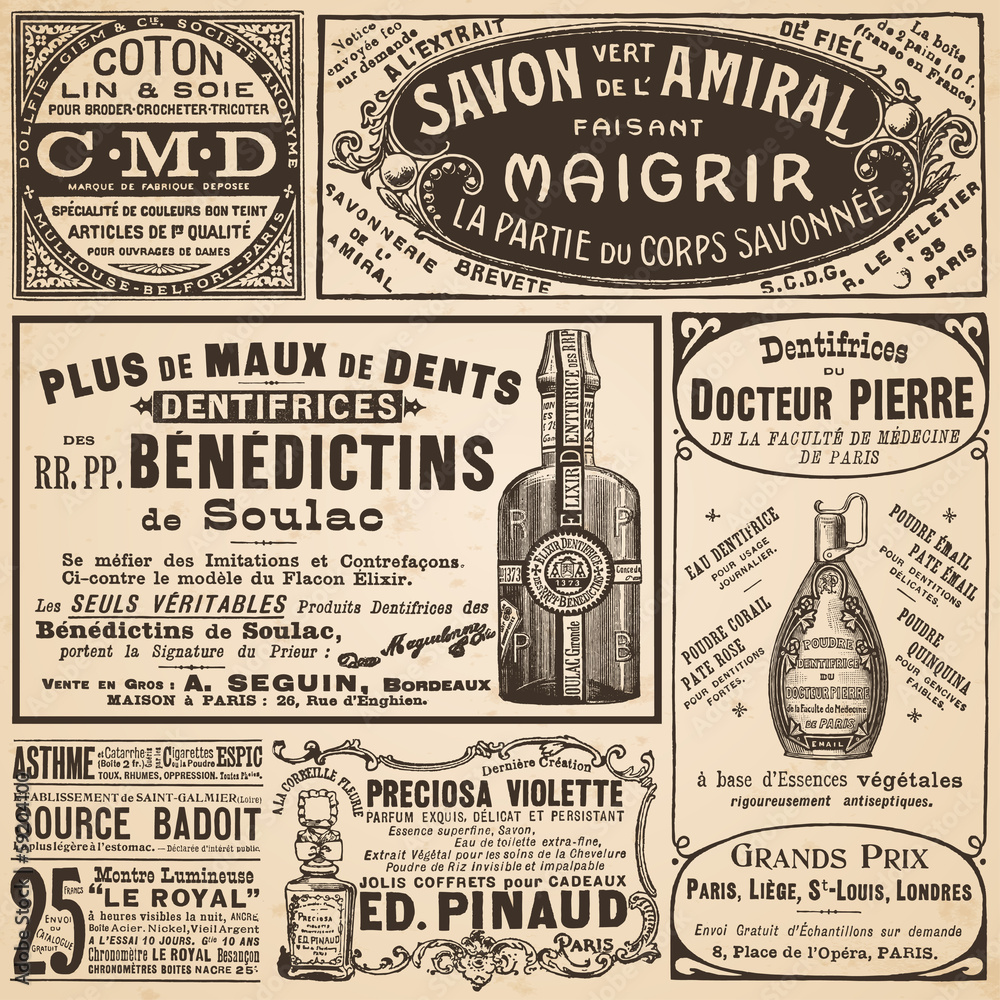 DOLLFUS MIEG & Cie. SOCIÉTÉ ANONYME
COTON
LIN & SOIE
POUR BRODER·CROCHETER·TRICOTER
C·M·D
MARQUE DE FABRIQUE DEPOSEE
SPÉCIALITÉ DE COULEURS BON TEINT
ARTICLES DE Iª QUALITÉ
POUR OUVRAGES DE DAMES
MULHOUSE-BELFORT-PARIS
Notice
envoyée fco
sur demande
À L'EXTRAIT
DE FIEL
La boîte
de 2 pains 10 f.
(franco en France)
SAVON VERT DE L' AMIRAL
FAISANT
MAIGRIR
LA PARTIE DU CORPS SAVONNÉE
SAVONNERIE
DE L'
AMIRAL
BREVETE
S.C.D.G.
R. LE PELETIER
, 35
PARIS
PLUS DE MAUX DE DENTS
DENTIFRICES
DES
RR. PP. BÉNÉDICTINS
de Soulac
Se méfier des Imitations et Contrefaçons.
Ci-contre le modèle du Flacon Élixir.
Les SEULS VÉRITABLES Produits Dentifrices des
Bénédictins de Soulac,
portent la Signature du Prieur :
VENTE EN GROS : A. SEGUIN, BORDEAUX
MAISON à PARIS : 26, Rue d'Enghien.
ELIXIR DENTIFRICE DES RRP
R P
ÉLIXIR DENTIFRICE
DES RRPP BÉNÉDICTINS
1373
1373
P B
SOULAC Gironde
Dentifrices
DU
DOCTEUR PIERRE
DE LA FACULTÉ DE MÉDECINE
DE PARIS
EAU DENTIFRICE
POUR USAGE
JOURNALIER.
POUDRE ÉMAIL
PATE ÉMAIL
POUR DENTITIONS
DÉLICATES.
POUDRE CORAIL
PATE ROSE
POUR DENTITIONS
FORTES.
POUDRE
QUINQUINA
POUR GENCIVES
FAIBLES.
POUDRE
DENTIFRICE
DU
DOCTEUR PIERRE
de la Faculté de Medecine
DE PARIS
EMAIL
à base d'Essences végétales
rigoureusement antiseptiques.
GRANDS PRIX
PARIS, LIÈGE, St-LOUIS, LONDRES
Envoi Gratuit d'Échantillons sur demande
8, Place de l'Opéra, PARIS.
ASTHME et Catarrhe (Boîte 2 fr.) Cigarettes ou la Poudre ESPIC
TOUX, RHUMES, OPPRESSION. Toutes Phies.
ÉTABLISSEMENT de SAINT-GALMIER (Loire)
SOURCE BADOIT
plus légère à l'estomac. — Déclarée d'intérêt public.
25 FRANCS
ENVOI
DU
CATALOGUE
GRATUIT
Montre Lumineuse
"LE ROYAL"
à heures visibles la nuit, ANCRE.
Boîte Acier. Nickel, Vieil Argent
A L'ESSAI 10 JOURS. Gtie 10 ANS
Chronomètre LE ROYAL Besançon
CHRONOMÈTRES BOITES NACRE 25f
A LA CORBEILLE FLEURIE
Dernière Création
PRECIOSA VIOLETTE
PARFUM EXQUIS, DÉLICAT ET PERSISTANT
Essence superfine, Savon,
Eau de toilette extra-fine,
Extrait Végétal pour les soins de la Chevelure
Poudre de Riz invisible et impalpable
JOLIS COFFRETS pour CADEAUX
ED. PINAUD
PARIS
PRECIOSA
ED. PINAUD
Adobe Stock | #59204100